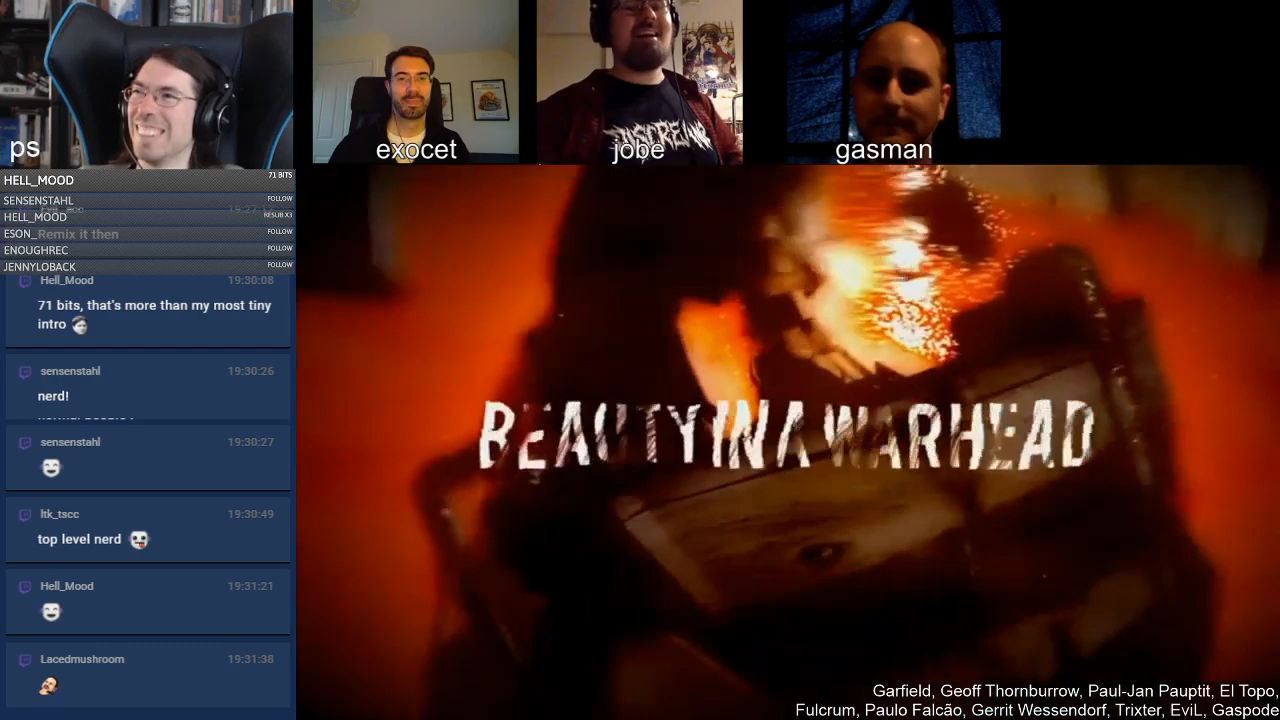 ps
exocet
jobe
gasman
HELL_MOOD 71 BITS
SENSENSTAHL FOLLOW
HELL_MOOD RESUB X3
ESON_ FOLLOW
Remix it then
ENOUGHREC FOLLOW
JENNYLOBACK FOLLOW
Hell_Mood 19:30:08
71 bits, that's more than my most tiny
intro
sensenstahl 19:30:26
nerd!
sensenstahl 19:30:27
ltk_tscc 19:30:49
top level nerd
Hell_Mood 19:31:21
Lacedmushroom 19:31:38
BEAUTY IN A WARHEAD
Garfield, Geoff Thornburrow, Paul-Jan Pauptit, El Topo,
Fulcrum, Paulo Falcão, Gerrit Wessendorf, Trixter, EviL, Gaspode